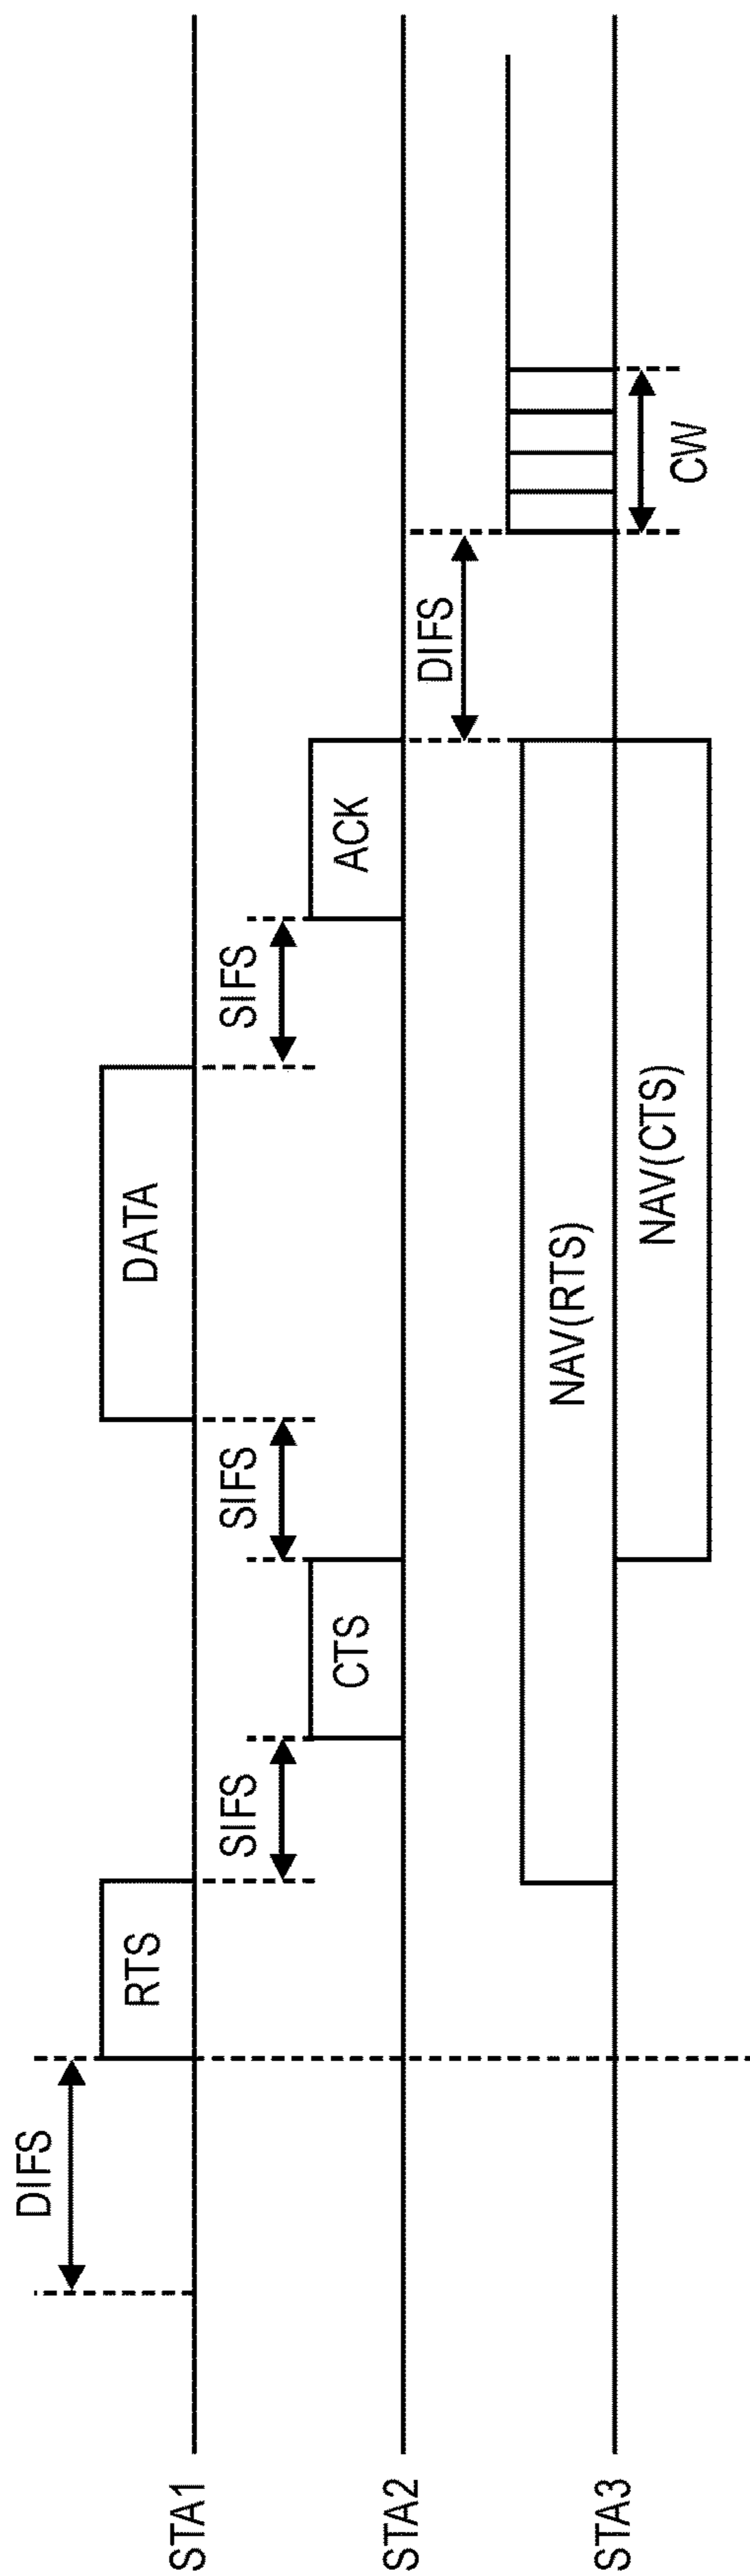 DIFS
RTS
DATA
STA1
SIFS
SIFS
SIFS
CTS
ACK
STA2
DIFS
NAV(RTS)
STA3
NAV(CTS)
CW